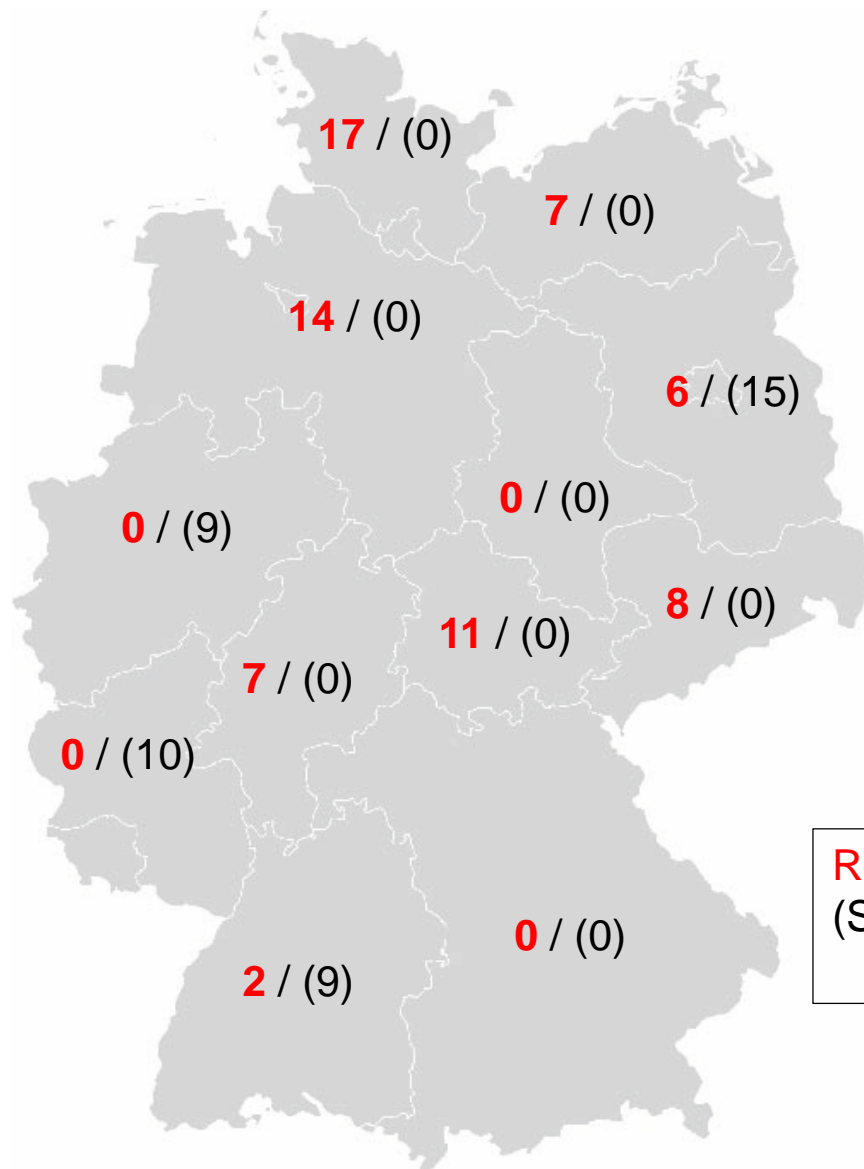 17 / (0)
7 / (0)
14 / (0)
6 / (15)
0 / (9)
0 / (0)
8 / (0)
11 / (0)
7 / (0)
0 / (10)
R
(S
0 / (0)
2 / (9)